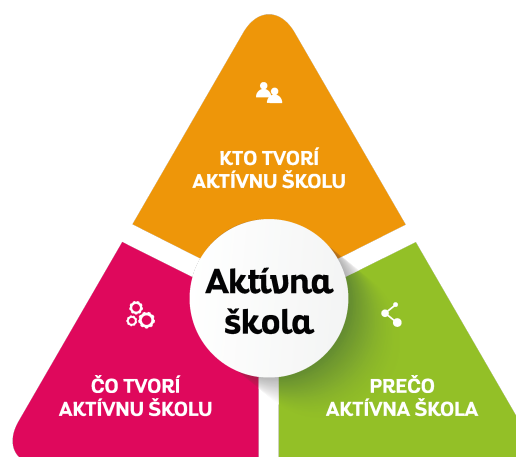 KTO TVORÍ
AKTÍVNU ŠKOLU
Aktívna
škola
ČO TVORÍ
AKTÍVNU ŠKOLU
PREČO
AKTÍVNA ŠKOLA